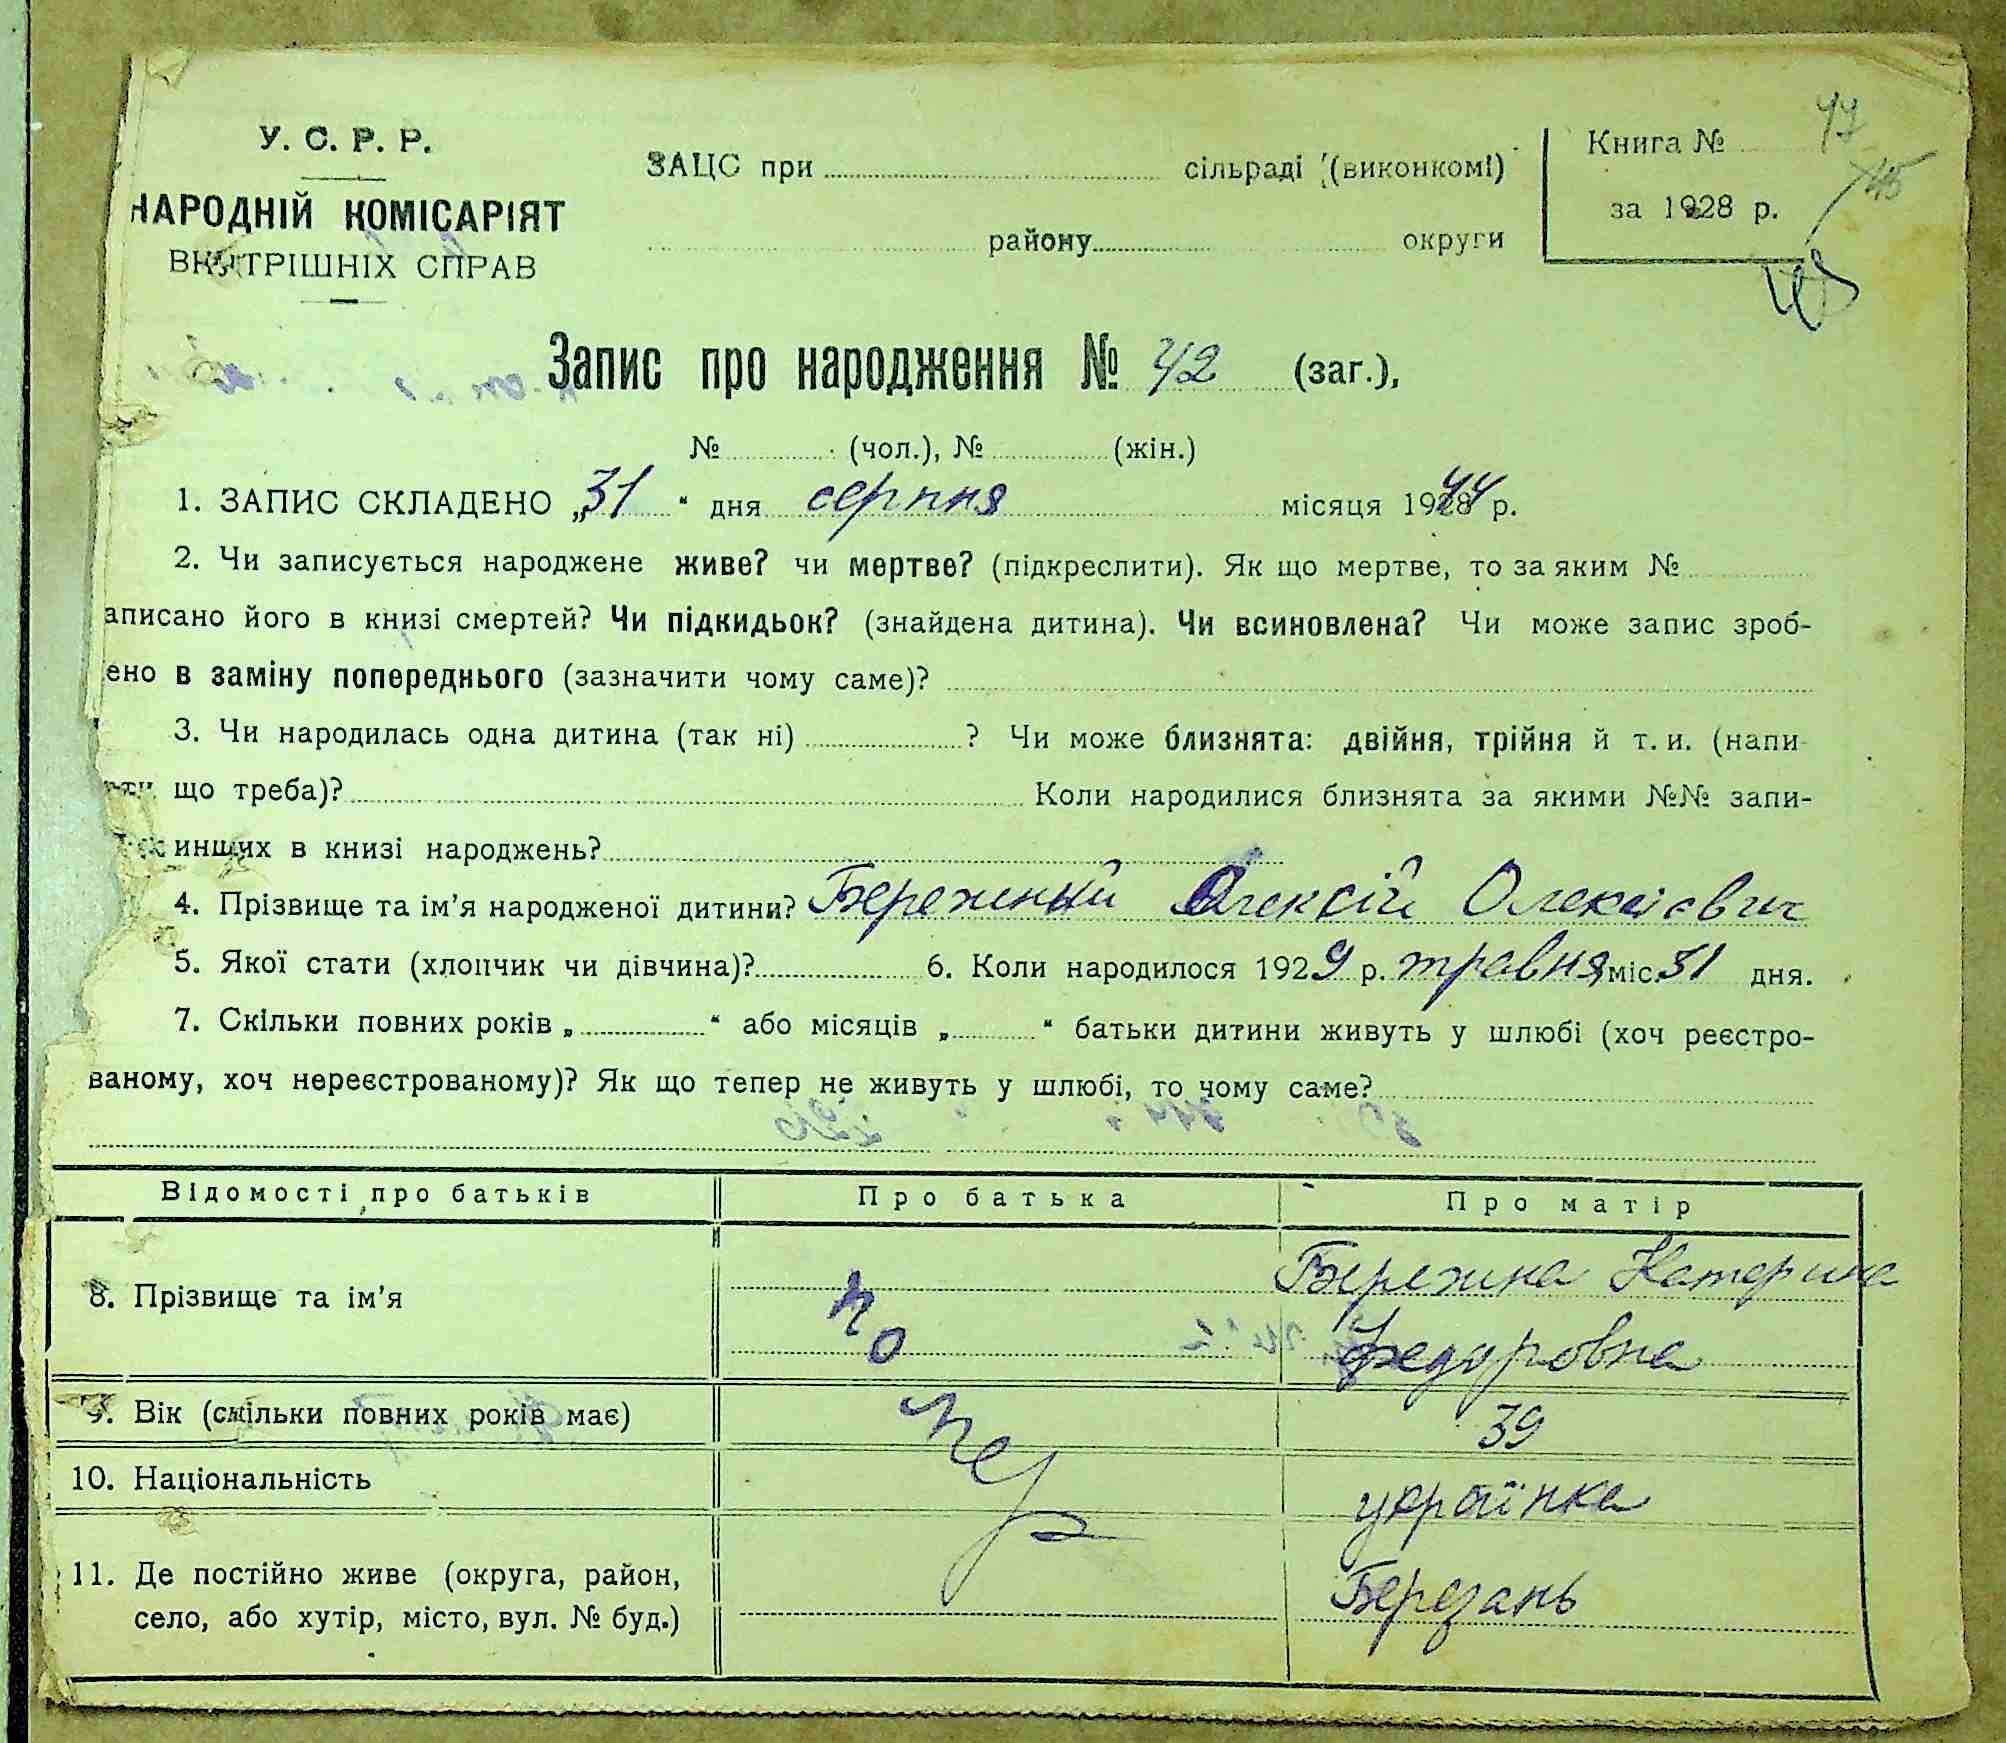 У. С. Р. Р.
НАРОДНІЙ КОМІСАРІЯТ
ВНУТРІШНІХ СПРАВ
ЗАЦС при сільраді (виконкомі)
району округи
Книга № 47
45
за 1928 р.
Запис про народження № 42 (заг.),
№ (чол.), № (жін.)
1. ЗАПИС СКЛАДЕНО „31“ дня серпня місяця 1944 р.
2. Чи записується народжене живе? чи мертве? (підкреслити). Як що мертве, то за яким №
аписано його в книзі смертей? Чи підкидьок? (знайдена дитина). Чи всиновлена? Чи може запис зроб-
ено в заміну попереднього (зазначити чому саме)?
3. Чи народилась одна дитина (так ні) ? Чи може близнята: двійня, трійня й т. и. (напи
що треба)? Коли народилися близнята за якими №№ запи-
инших в книзі народжень?
4. Прізвище та ім’я народженої дитини? Бережний Олексій Олексієвич
5. Якої стати (хлопчик чи дівчина)? 6. Коли народилося 1929 р. травня міс. 31 дня.
7. Скільки повних років „ “ або місяців „ “ батьки дитини живуть у шлюбі (хоч реєстро-
ваному, хоч нереєстрованому)? Як що тепер не живуть у шлюбі, то чому саме?
Відомості про батьків Про батька Про матір
8. Прізвище та ім’я Бережна Катерина
Федоровна
9. Вік (скільки повних років має) 39
10. Національність українка
11. Де постійно живе (округа, район, Березань
село, або хутір, місто, вул. № буд.)